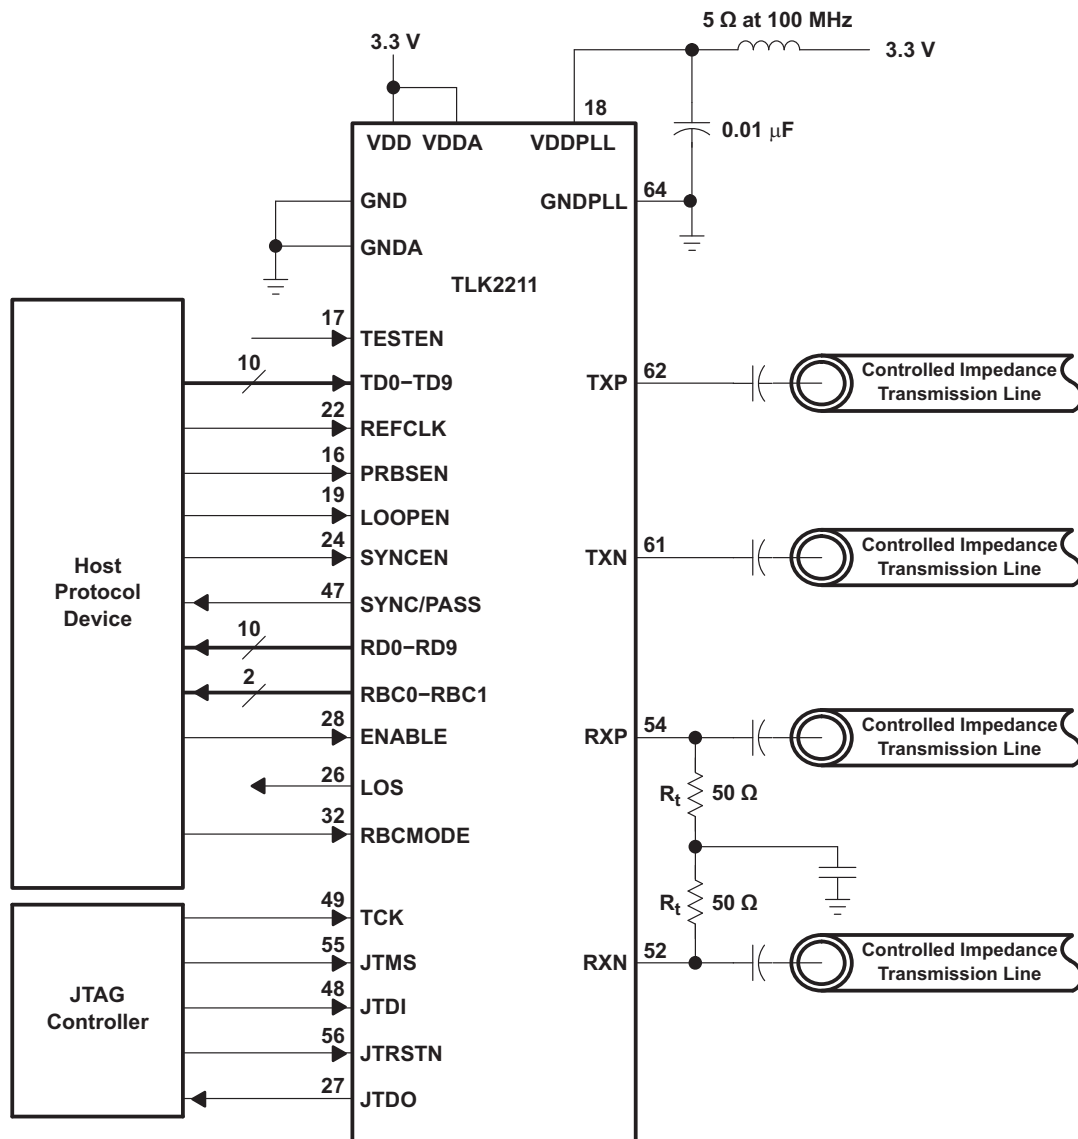 5 Ω at 100 MHz
3.3 V
3.3 V
18
0.01 μF
VDD VDDA VDDPLL
GND
GNDPLL
64
GNDA
TLK2211
17
TESTEN
10
TD0−TD9
22
REFCLK
16
PRBSEN
19
LOOPEN
24
SYNCEN
47
SYNC/PASS
10
RD0−RD9
2
RBC0−RBC1
28
ENABLE
26
LOS
32
RBCMODE
Host
Protocol
Device
49
TCK
55
JTMS
48
JTDI
56
JTRSTN
27
JTDO
JTAG
Controller
TXP
62
Controlled Impedance
Transmission Line
TXN
61
Controlled Impedance
Transmission Line
RXP
54
Controlled Impedance
Transmission Line
Rt 50 Ω
Rt 50 Ω
RXN
52
Controlled Impedance
Transmission Line